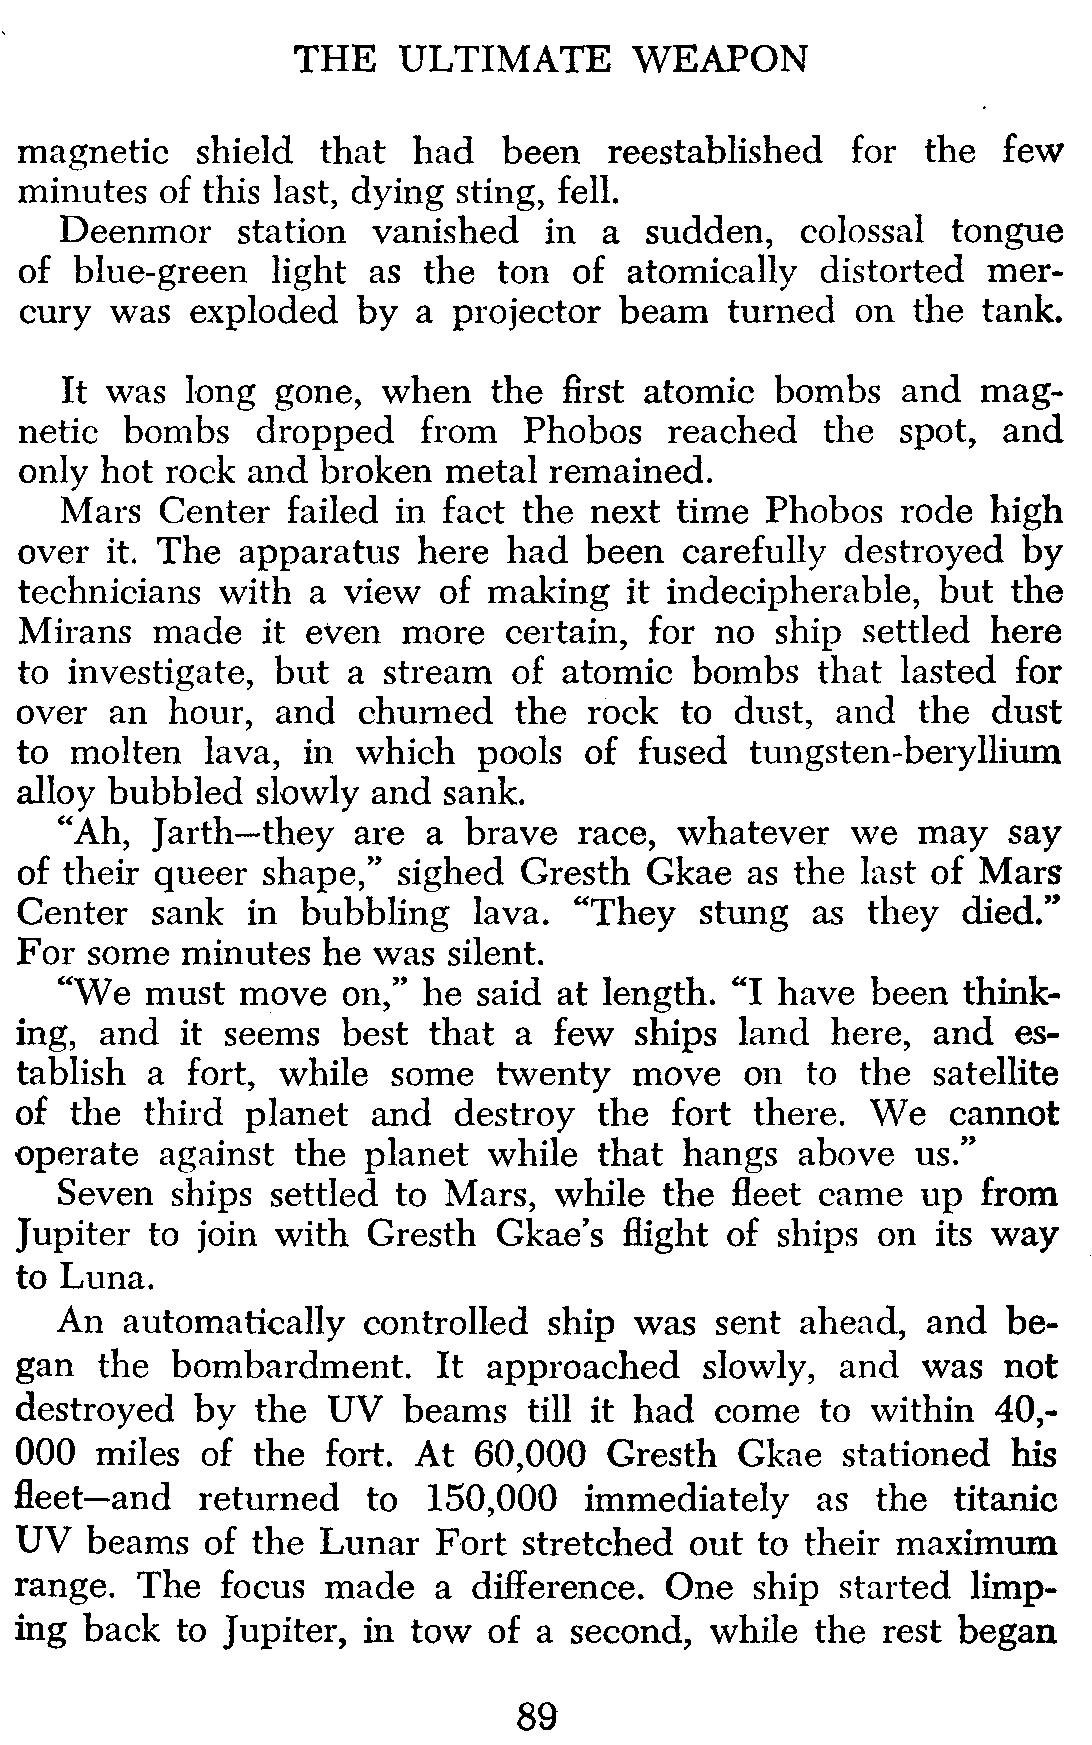 THE ULTIMATE WEAPON
magnetic shield that had been reestablished for the few
minutes of this last, dying sting, fell.
Deenmor station vanished in a sudden, colossal tongue
of blue-green light as the ton of atomically distorted mer-
cury was exploded by a projector beam turned on the tank.
It was long gone, when the first atomic bombs and mag-
netic bombs dropped from Phobos reached the spot, and
only hot rock and broken metal remained.
Mars Center failed in fact the next time Phobos rode high
over it. The apparatus here had been carefully destroyed by
technicians with a view of making it indecipherable, but the
Mirans made it even more certain, for no ship settled here
to investigate, but a stream of atomic bombs that lasted for
over an hour, and churned the rock to dust, and the dust
to molten lava, in which pools of fused tungsten-beryllium
alloy bubbled slowly and sank.
“Ah, Jarth—they are a brave race, whatever we may say
of their queer shape,” sighed Gresth Gkae as the last of Mars
Center sank in bubbling lava. “They stung as they died.”
For some minutes he was silent.
“We must move on,” he said at length. “I have been think-
ing, and it seems best that a few ships land here, and es-
tablish a fort, while some twenty move on to the satellite
of the third planet and destroy the fort there. We cannot
operate against the planet while that hangs above us.”
Seven ships settled to Mars, while the fleet came up from
Jupiter to join with Gresth Gkae’s flight of ships on its way
to Luna.
An automatically controlled ship was sent ahead, and be-
gan the bombardment. It approached slowly, and was not
destroyed by the UV beams till it had come to within 40,-
000 miles of the fort. At 60,000 Gresth Gkae stationed his
fleet—and returned to 150,000 immediately as the titanic
UV beams of the Lunar Fort stretched out to their maximum
range. The focus made a difference. One ship started limp-
ing back to Jupiter, in tow of a second, while the rest began
89